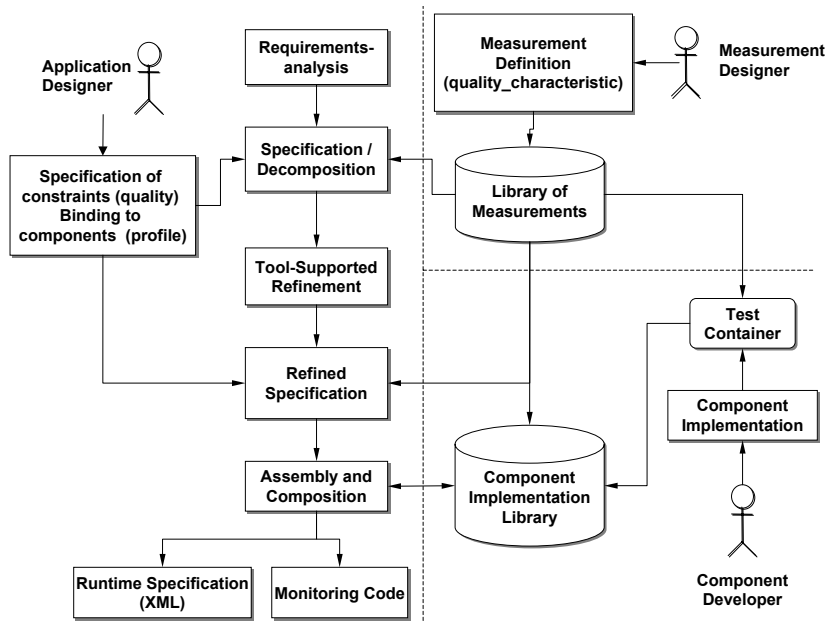 Application
Designer
Requirements-
analysis
Measurement
Definition
(quality_characteristic)
Measurement
Designer
Specification of
constraints (quality)
Binding to
components (profile)
Specification /
Decomposition
Library of
Measurements
Tool-Supported
Refinement
Test
Container
Refined
Specification
Component
Implementation
Assembly and
Composition
Component
Implementation
Library
Runtime Specification
(XML)
Monitoring Code
Component
Developer